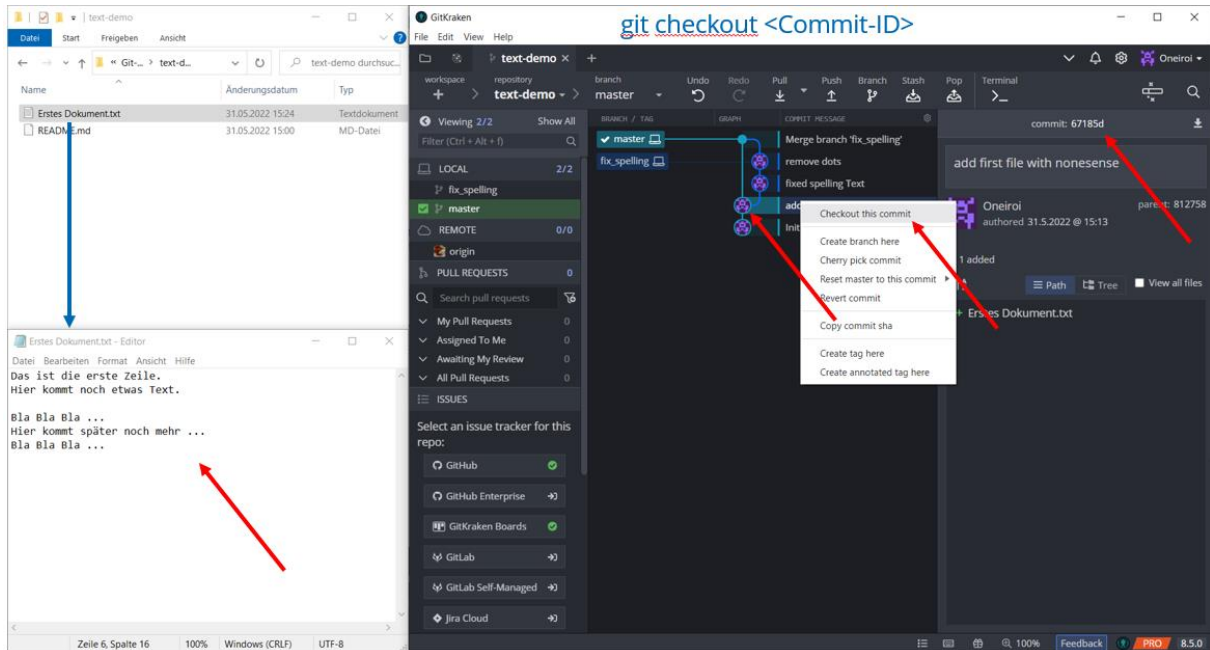 text-demo
Datei Start Freigeben Ansicht
« Git-... > text-d...
text-demo durchsuc...
Name Änderungsdatum Typ
Erstes Dokument.txt 31.05.2022 15:24 Textdokument
README.md 31.05.2022 15:00 MD-Datei
Erstes Dokument.txt - Editor
Datei Bearbeiten Format Ansicht Hilfe
Das ist die erste Zeile.
Hier kommt noch etwas Text.
Bla Bla Bla ...
Hier kommt später noch mehr ...
Bla Bla Bla ...
Zeile 6, Spalte 16 100% Windows (CRLF) UTF-8
GitKraken
git checkout <Commit-ID>
File Edit View Help
text-demo
Oneiroi
workspace repository branch Undo Redo Pull Push Branch Stash Pop Terminal
text-demo master
Viewing 2/2 Show All
Filter (Ctrl + Alt + f)
LOCAL 2/2
fix_spelling
master
REMOTE 0/0
origin
PULL REQUESTS 0
Search pull requests
My Pull Requests 0
Assigned To Me 0
Awaiting My Review 0
All Pull Requests 0
ISSUES
Select an issue tracker for this
repo:
GitHub
GitHub Enterprise
GitKraken Boards
GitLab
GitLab Self-Managed
Jira Cloud
BRANCH / TAG GRAPH COMMIT MESSAGE
master Merge branch 'fix_spelling'
fix_spelling remove dots
fixed spelling Text
add
Init
Checkout this commit
Create branch here
Cherry pick commit
Reset master to this commit
Revert commit
Copy commit sha
Create tag here
Create annotated tag here
commit: 67185d
add first file with nonesense
Oneiroi parent: 812758
authored 31.5.2022 @ 15:13
1 added
Path Tree View all files
+ Erstes Dokument.txt
100% Feedback PRO 8.5.0